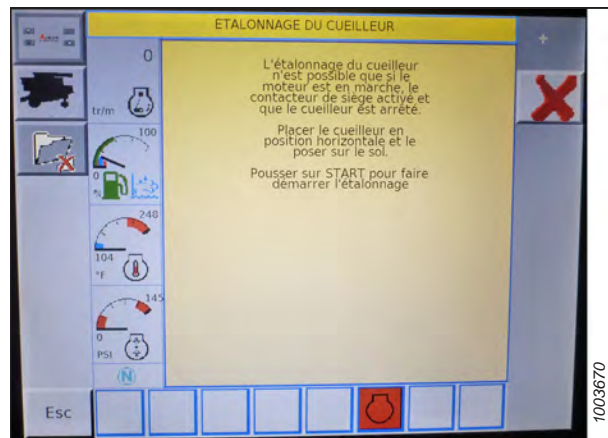 ETALONNAGE DU CUEILLEUR
0
tr/m
100
0
%
248
104
°F
145
0
PSI
N
L'étalonnage du cueilleur
n'est possible que si le
moteur est en marche, le
contacteur de siège activé et
que le cueilleur est arrêté.
Placer le cueilleur en
position horizontale et le
poser sur le sol.
Pousser sur START pour faire
démarrer l'étalonnage
Esc
1003670